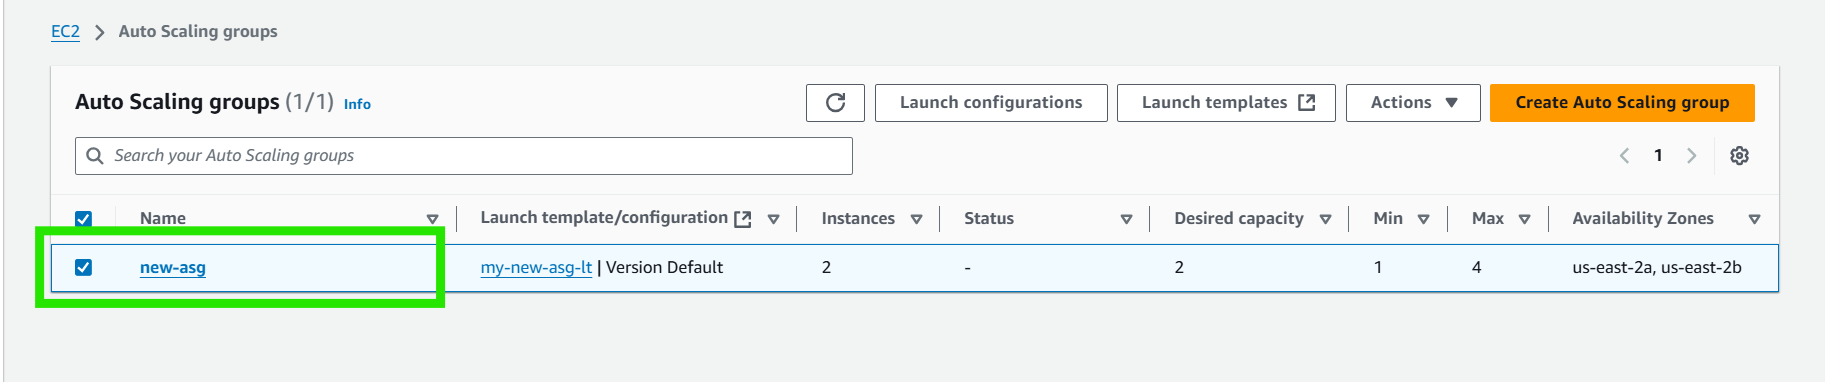 EC2 > Auto Scaling groups
Auto Scaling groups (1/1) Info Launch configurations Launch templates Actions Create Auto Scaling group
Search your Auto Scaling groups 1
Name Launch template/configuration Instances Status Desired capacity Min Max Availability Zones
new-asg my-new-asg-lt | Version Default 2 - 2 1 4 us-east-2a, us-east-2b